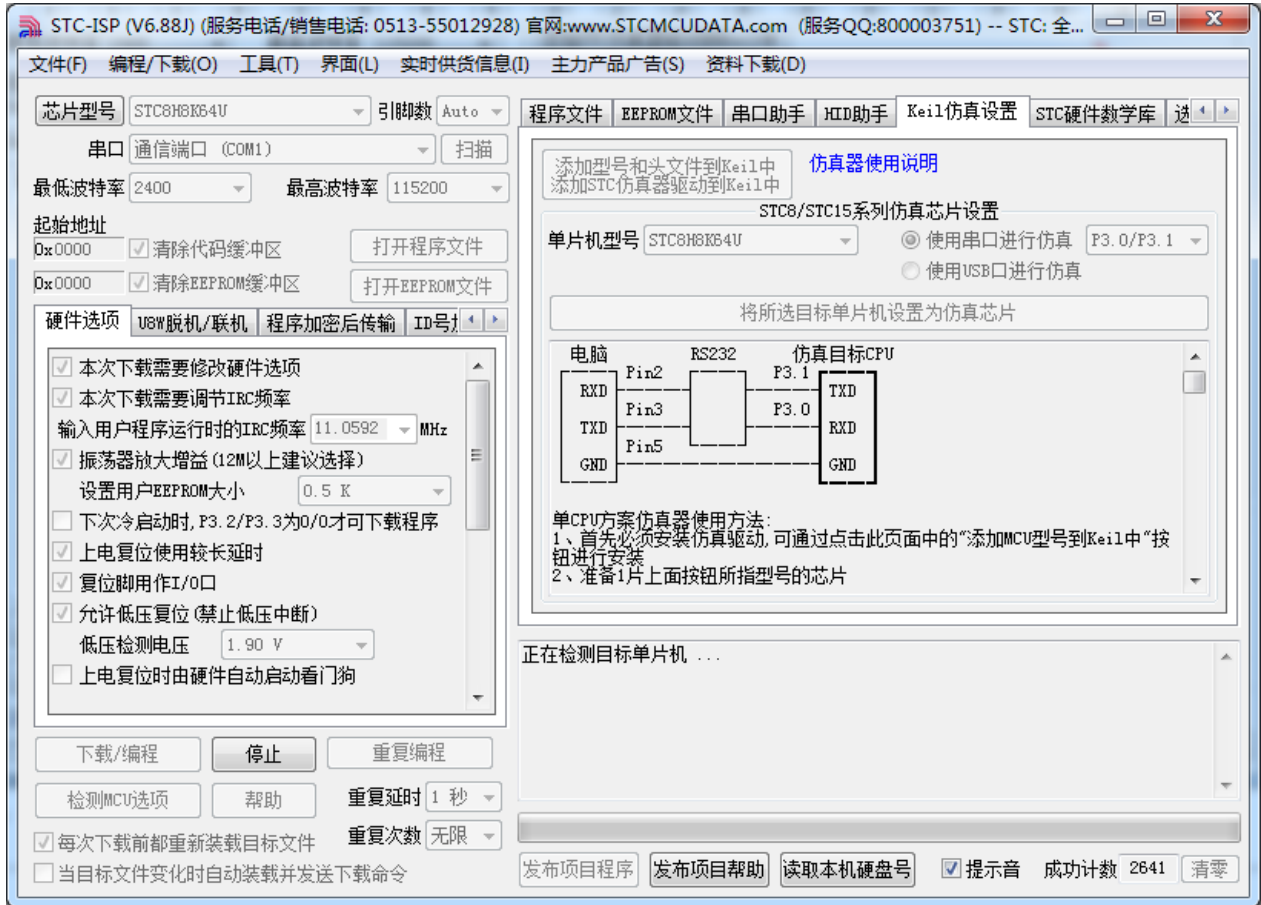 STC-ISP (V6.88J) (服务电话/销售电话: 0513-55012928) 官网:www.STCMCUDATA.com (服务QQ:800003751) -- STC: 全...
文件(F) 编程/下载(O) 工具(T) 界面(L) 实时供货信息(I) 主力产品广告(S) 资料下载(D)
芯片型号 STC8H8K64U 引脚数 Auto
串口 通信端口 (COM1) 扫描
最低波特率 2400 最高波特率 115200
起始地址
0x0000 清除代码缓冲区 打开程序文件
0x0000 清除EEPROM缓冲区 打开EEPROM文件
硬件选项 U8W脱机/联机 程序加密后传输 ID号
本次下载需要修改硬件选项
本次下载需要调节IRC频率
输入用户程序运行时的IRC频率 11.0592 MHz
振荡器放大增益(12M以上建议选择)
设置用户EEPROM大小 0.5 K
下次冷启动时,P3.2/P3.3为0/0才可下载程序
上电复位使用较长延时
复位脚用作I/O口
允许低压复位(禁止低压中断)
低压检测电压 1.90 V
上电复位时由硬件自动启动看门狗
下载/编程 停止 重复编程
检测MCU选项 帮助 重复延时 1 秒
每次下载前都重新装载目标文件 重复次数 无限
当目标文件变化时自动装载并发送下载命令
程序文件 EEPROM文件 串口助手 HID助手 Keil仿真设置 STC硬件数学库 选
添加型号和头文件到Keil中
添加STC仿真器驱动到Keil中
仿真器使用说明
STC8/STC15系列仿真芯片设置
单片机型号 STC8H8K64U 使用串口进行仿真 P3.0/P3.1
使用USB口进行仿真
将所选目标单片机设置为仿真芯片
电脑 RS232 仿真目标CPU
RXD Pin2 P3.1 TXD
TXD Pin3 P3.0 RXD
GND Pin5 GND
单CPU方案仿真器使用方法:
1、首先必须安装仿真驱动,可通过点击此页面中的“添加MCU型号到Keil中”按
钮进行安装
2、准备1片上面按钮所指型号的芯片
正在检测目标单片机 ...
发布项目程序 发布项目帮助 读取本机硬盘号 提示音 成功计数 2641 清零